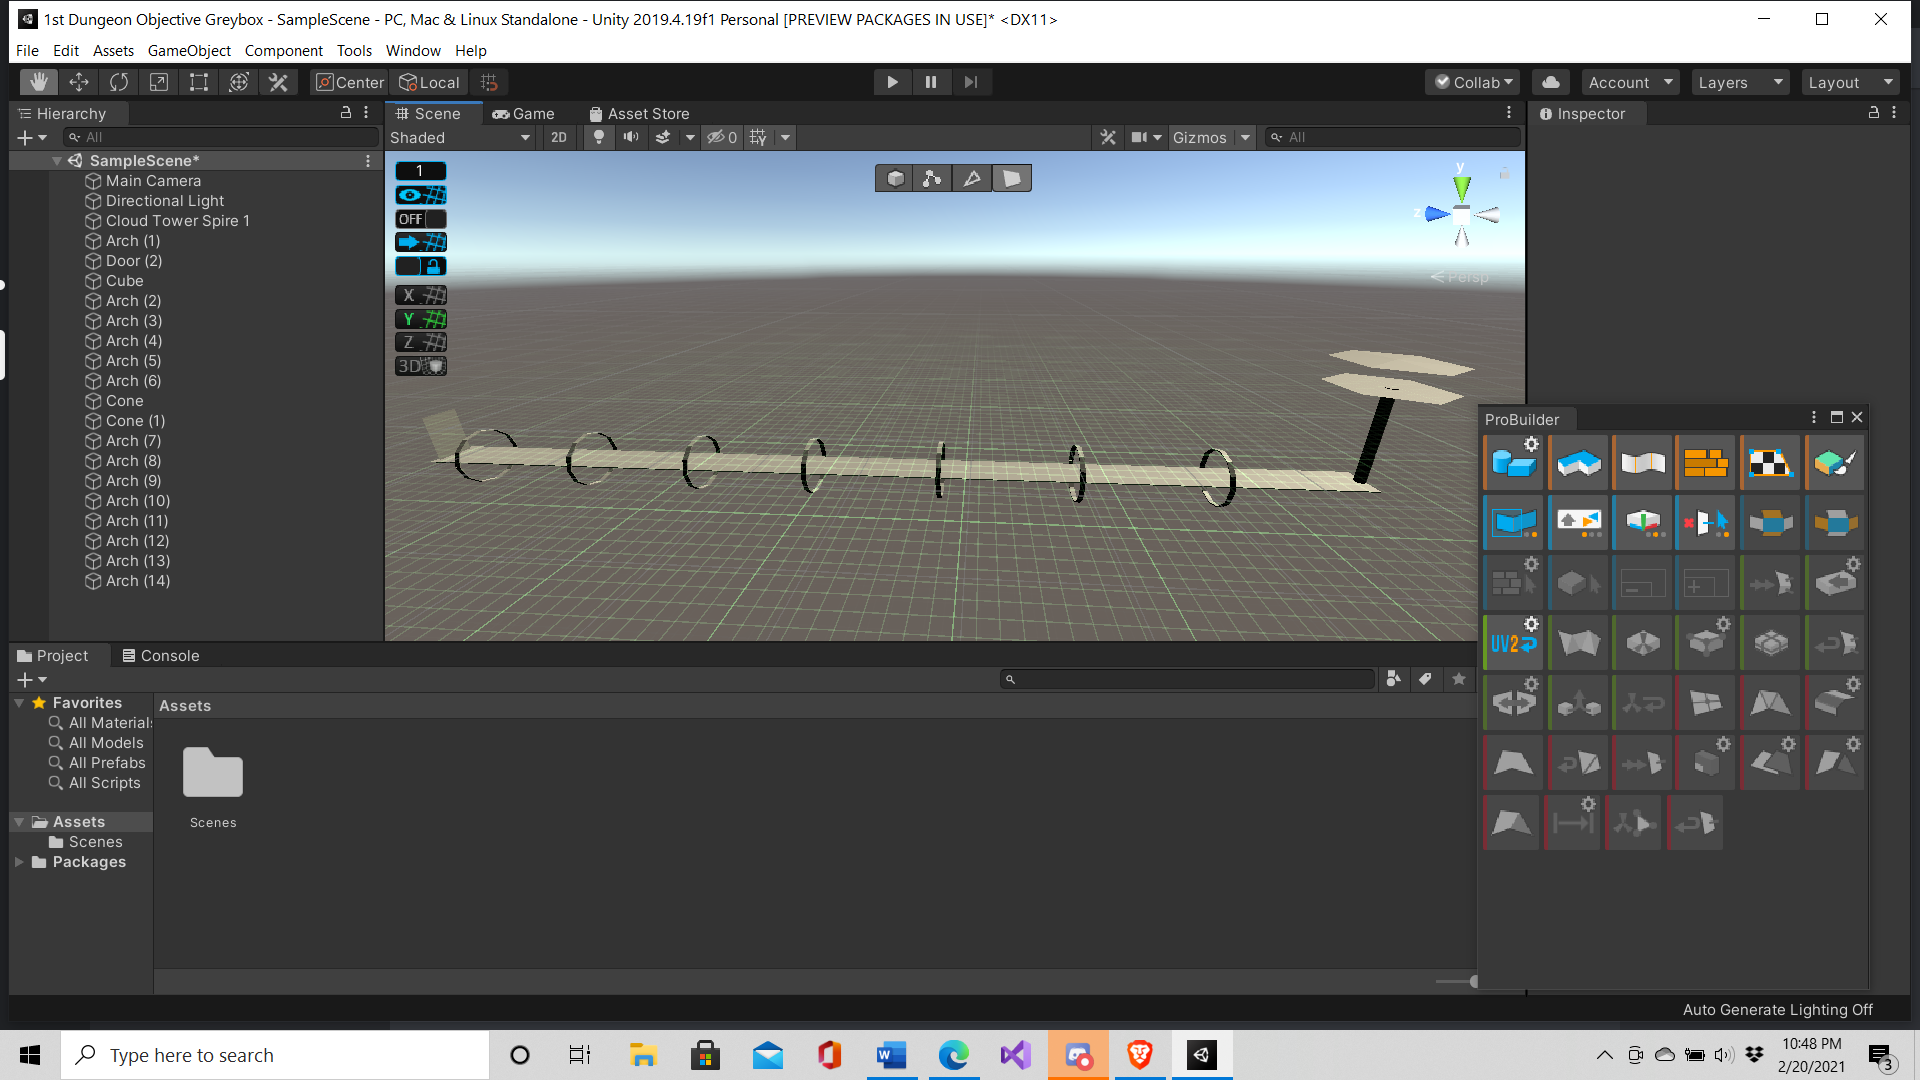 1st Dungeon Objective Greybox - SampleScene - PC, Mac & Linux Standalone - Unity 2019.4.19f1 Personal [PREVIEW PACKAGES IN USE]* <DX11>
File Edit Assets GameObject Component Tools Window Help
Center Local Collab Account Layers Layout
Hierarchy Scene Game Asset Store Inspector
All Shaded 2D 0 Gizmos All
SampleScene*
Main Camera
Directional Light
Cloud Tower Spire 1
Arch (1)
Door (2)
Cube
Arch (2)
Arch (3)
Arch (4)
Arch (5)
Arch (6)
Cone
Cone (1)
Arch (7)
Arch (8)
Arch (9)
Arch (10)
Arch (11)
Arch (12)
Arch (13)
Arch (14)
1
OFF
X
Y
Z
3D
y
z
Persp
ProBuilder
UV2
Project Console
Favorites
All Materials
All Models
All Prefabs
All Scripts
Assets
Scenes
Packages
Assets
Scenes
Auto Generate Lighting Off
Type here to search
10:48 PM
2/20/2021
3